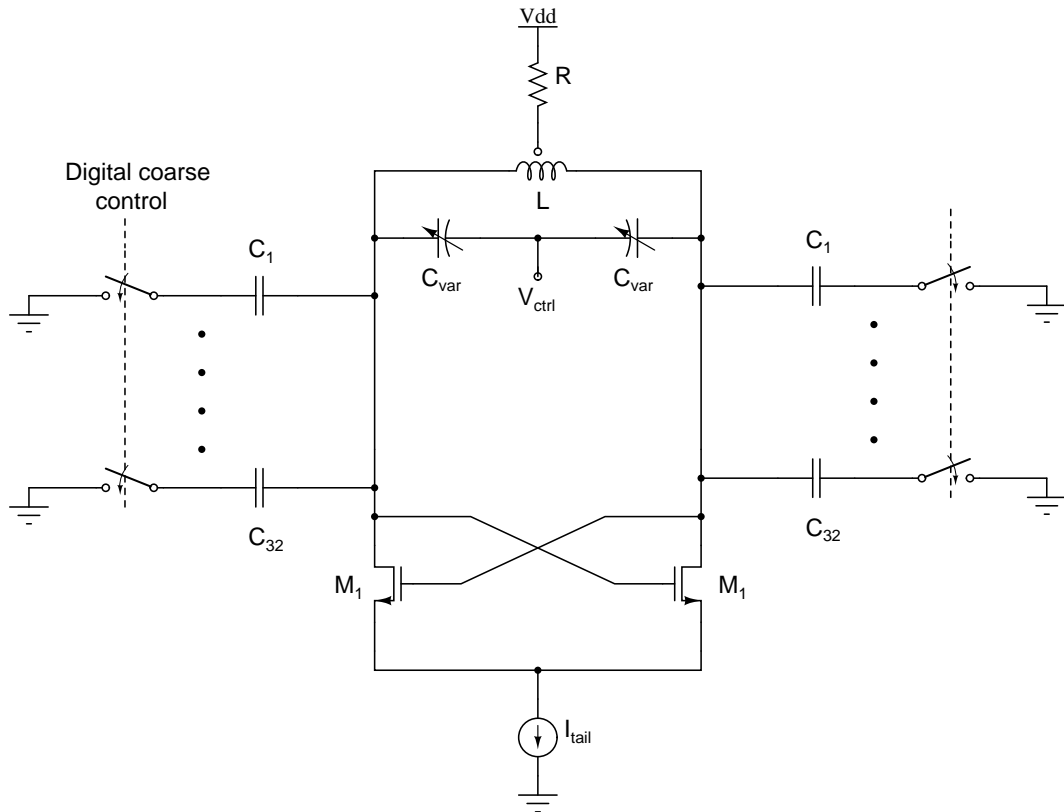 Vdd
R
L
Digital coarse
control
C1
Cvar
Cvar
C1
Vctrl
C32
C32
M1
M1
Itail